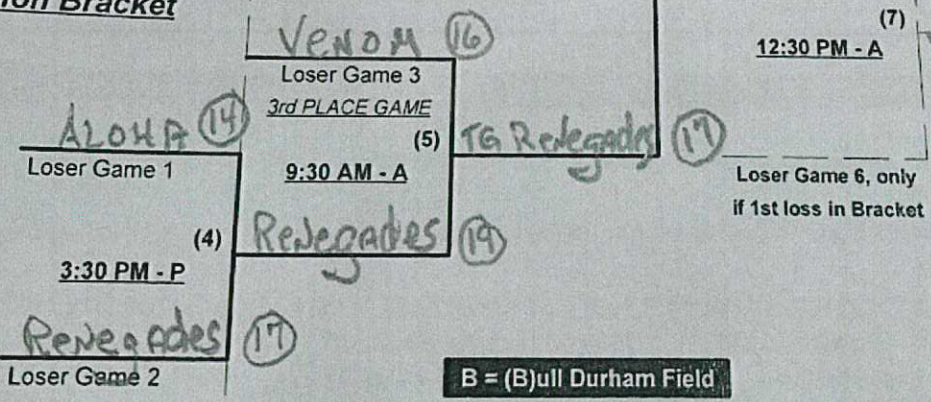 ion Bracket
VENOM 16
Loser Game 3
3rd PLACE GAME
(5)
9:30 AM - A
ALOHA 14
Loser Game 1
(4)
3:30 PM - P
Renegades 19
Renegades 17
Loser Game 2
TG Renegades 17
(7)
12:30 PM - A
Loser Game 6, only
if 1st loss in Bracket
B = (B)ull Durham Field